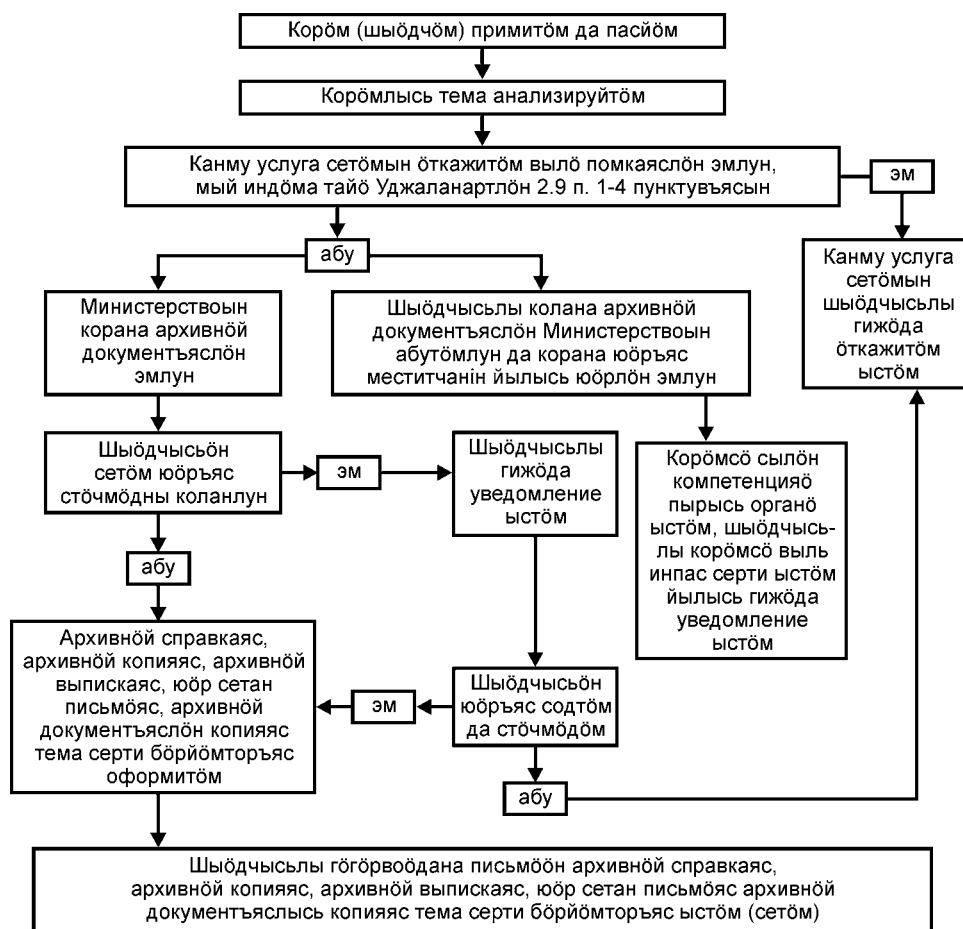 Корӧм (шыӧдчӧм) примитӧм да пасйӧм
Корӧмлысь тема анализируйтӧм
Канму услуга сетӧмын ӧткажитӧм вылӧ помкаяслӧн эмлун,
мый индӧма тайӧ Уджаланартлӧн 2.9 п. 1-4 пунктувъясын
эм
абу
Канму услуга
сетӧмын
шыӧдчысьлы
гижӧда
ӧткажитӧм
ыстӧм
Министерствоын
корана архивнӧй
документъяслӧн
эмлун
Шыӧдчысьлы колана архивнӧй
документъяслӧн Министерствоын
абутӧмлун да корана юӧръяс
меститчанін йылысь юӧрлӧн эмлун
Шыӧдчысьӧн
сетӧм юӧръяс
стӧчмӧдны коланлун
эм
Шыӧдчысьлы
гижӧда
уведомление
ыстӧм
Корӧмсӧ сылӧн
компетенцияӧ
пырысь органӧ
ыстӧм, шыӧдчысь-
лы корӧмсӧ выль
инпас серти ыстӧм
йылысь гижӧда
уведомление
ыстӧм
абу
Архивнӧй справкаяс,
архивнӧй копияяс, архивнӧй
выпискаяс, юӧр сетан
письмӧяс, архивнӧй
документъяслӧн копияяс
тема серти бӧрйӧмторъяс
оформитӧм
эм
Шыӧдчысьӧн
юӧръяс содтӧм
да стӧчмӧдӧм
абу
Шыӧдчысьлы гӧгӧрвоӧдана письмӧӧн архивнӧй справкаяс,
архивнӧй копияяс, архивнӧй выпискаяс, юӧр сетан письмӧяс архивнӧй
документъяслысь копияяс тема серти бӧрйӧмторъяс ыстӧм (сетӧм)